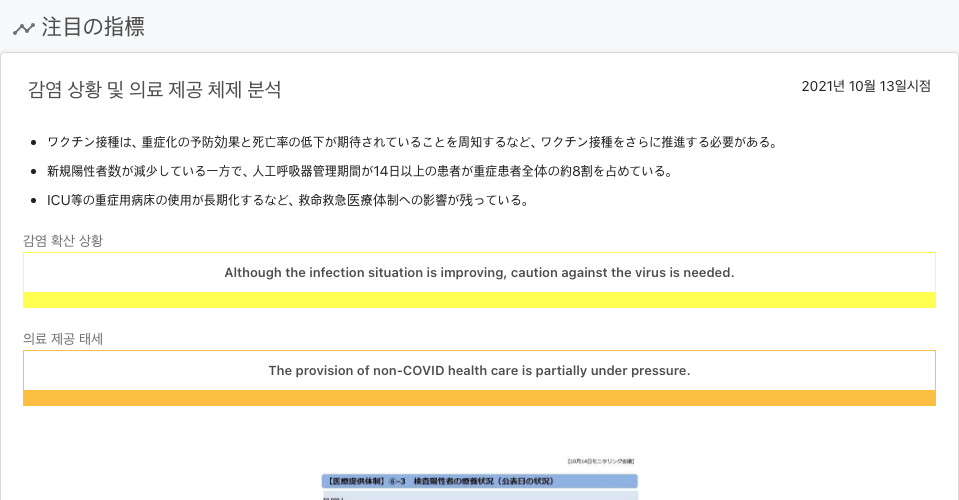 注目の指標
감염 상황 및 의료 제공 체제 분석
2021년 10월 13일시점
ワクチン接種は、重症化の予防効果と死亡率の低下が期待されていることを周知するなど、ワクチン接種をさらに推進する必要がある。
新規陽性者数が減少している一方で、人工呼吸器管理期間が14日以上の患者が重症患者全体の約8割を占めている。
ICU等の重症用病床の使用が長期化するなど、救命救急医療体制への影響が残っている。
감염 확산 상황
Although the infection situation is improving, caution against the virus is needed.
의료 제공 태세
The provision of non-COVID health care is partially under pressure.
【10月14日モニタリング会議】
【医療提供体制】⑥-3 検査陽性者の療養状況（公表日の状況）